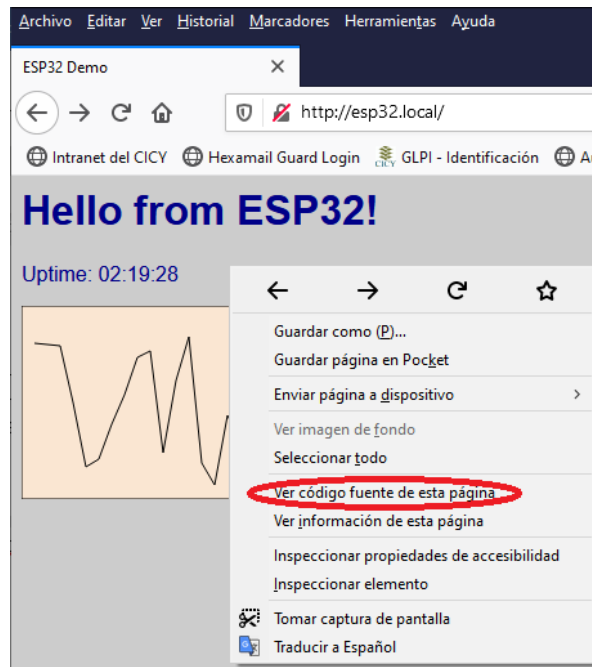 Archivo Editar Ver Historial Marcadores Herramientas Ayuda
ESP32 Demo
http://esp32.local/
Intranet del CICY Hexamail Guard Login GLPI - Identificación
Hello from ESP32!
Uptime: 02:19:28
Guardar como (P)...
Guardar página en Pocket
Enviar página a dispositivo
Ver imagen de fondo
Seleccionar todo
Ver código fuente de esta página
Ver información de esta página
Inspeccionar propiedades de accesibilidad
Inspeccionar elemento
Tomar captura de pantalla
Traducir a Español